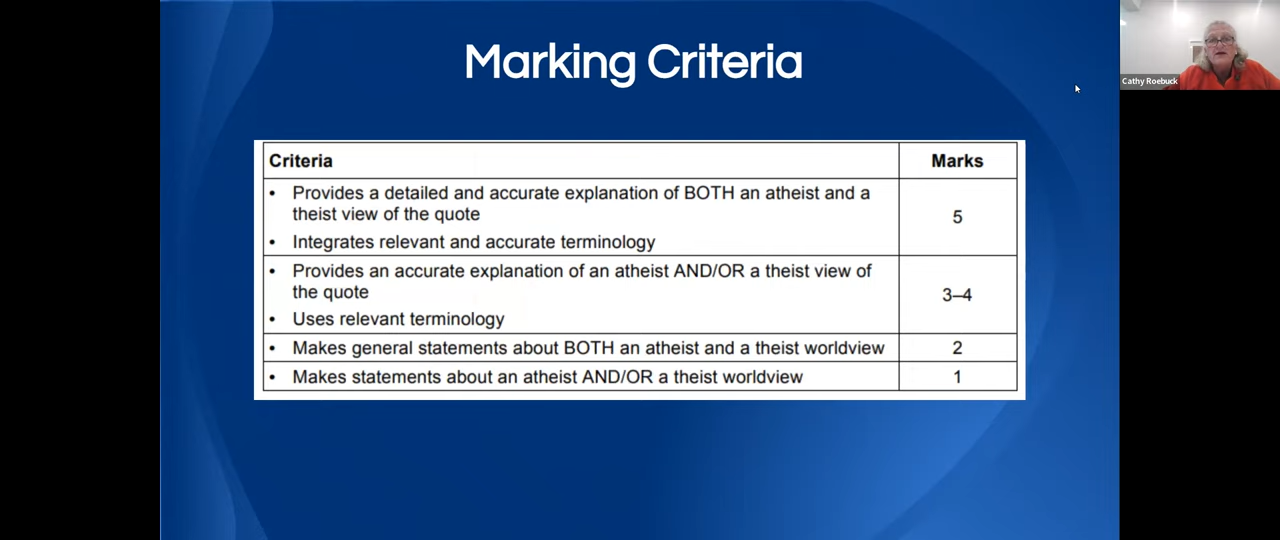 Marking Criteria
Cathy Roebuck
Criteria Marks
• Provides a detailed and accurate explanation of BOTH an atheist and a
theist view of the quote
• Integrates relevant and accurate terminology
5
• Provides an accurate explanation of an atheist AND/OR a theist view of
the quote
• Uses relevant terminology
3–4
• Makes general statements about BOTH an atheist and a theist worldview 2
• Makes statements about an atheist AND/OR a theist worldview 1